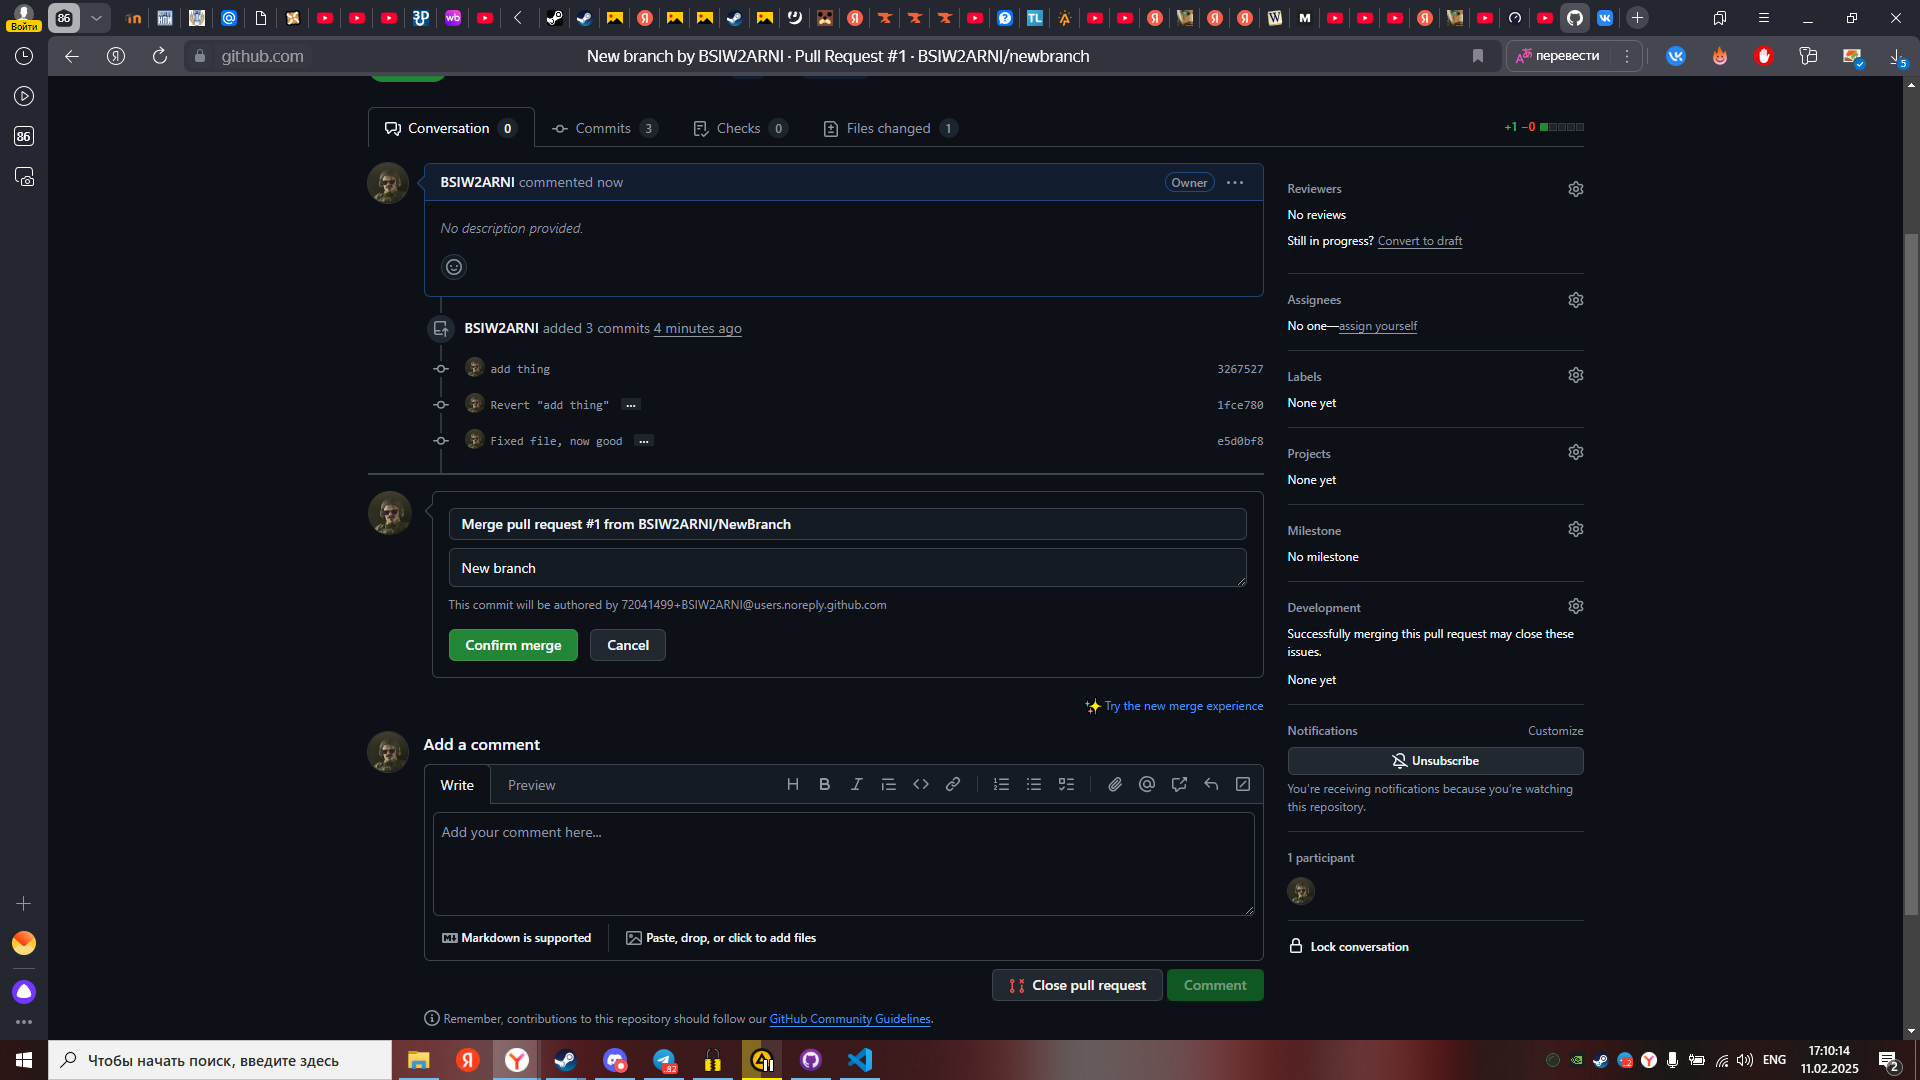 Войти
86
github.com
New branch by BSIW2ARNI · Pull Request #1 · BSIW2ARNI/newbranch
перевести
5
86
Conversation 0
Commits 3
Checks 0
Files changed 1
+1 −0
BSIW2ARNI commented now
Owner
No description provided.
BSIW2ARNI added 3 commits 4 minutes ago
add thing
3267527
Revert "add thing" ...
1fce780
Fixed file, now good ...
e5d0bf8
Merge pull request #1 from BSIW2ARNI/NewBranch
New branch
This commit will be authored by 72041499+BSIW2ARNI@users.noreply.github.com
Confirm merge
Cancel
Try the new merge experience
Add a comment
Write
Preview
Add your comment here...
Markdown is supported
Paste, drop, or click to add files
Close pull request
Comment
Remember, contributions to this repository should follow our GitHub Community Guidelines.
Reviewers
No reviews
Still in progress? Convert to draft
Assignees
No one—assign yourself
Labels
None yet
Projects
None yet
Milestone
No milestone
Development
Successfully merging this pull request may close these
issues.
None yet
Notifications
Customize
Unsubscribe
You're receiving notifications because you're watching
this repository.
1 participant
Lock conversation
Чтобы начать поиск, введите здесь
82
ENG
17:10:14
11.02.2025
2